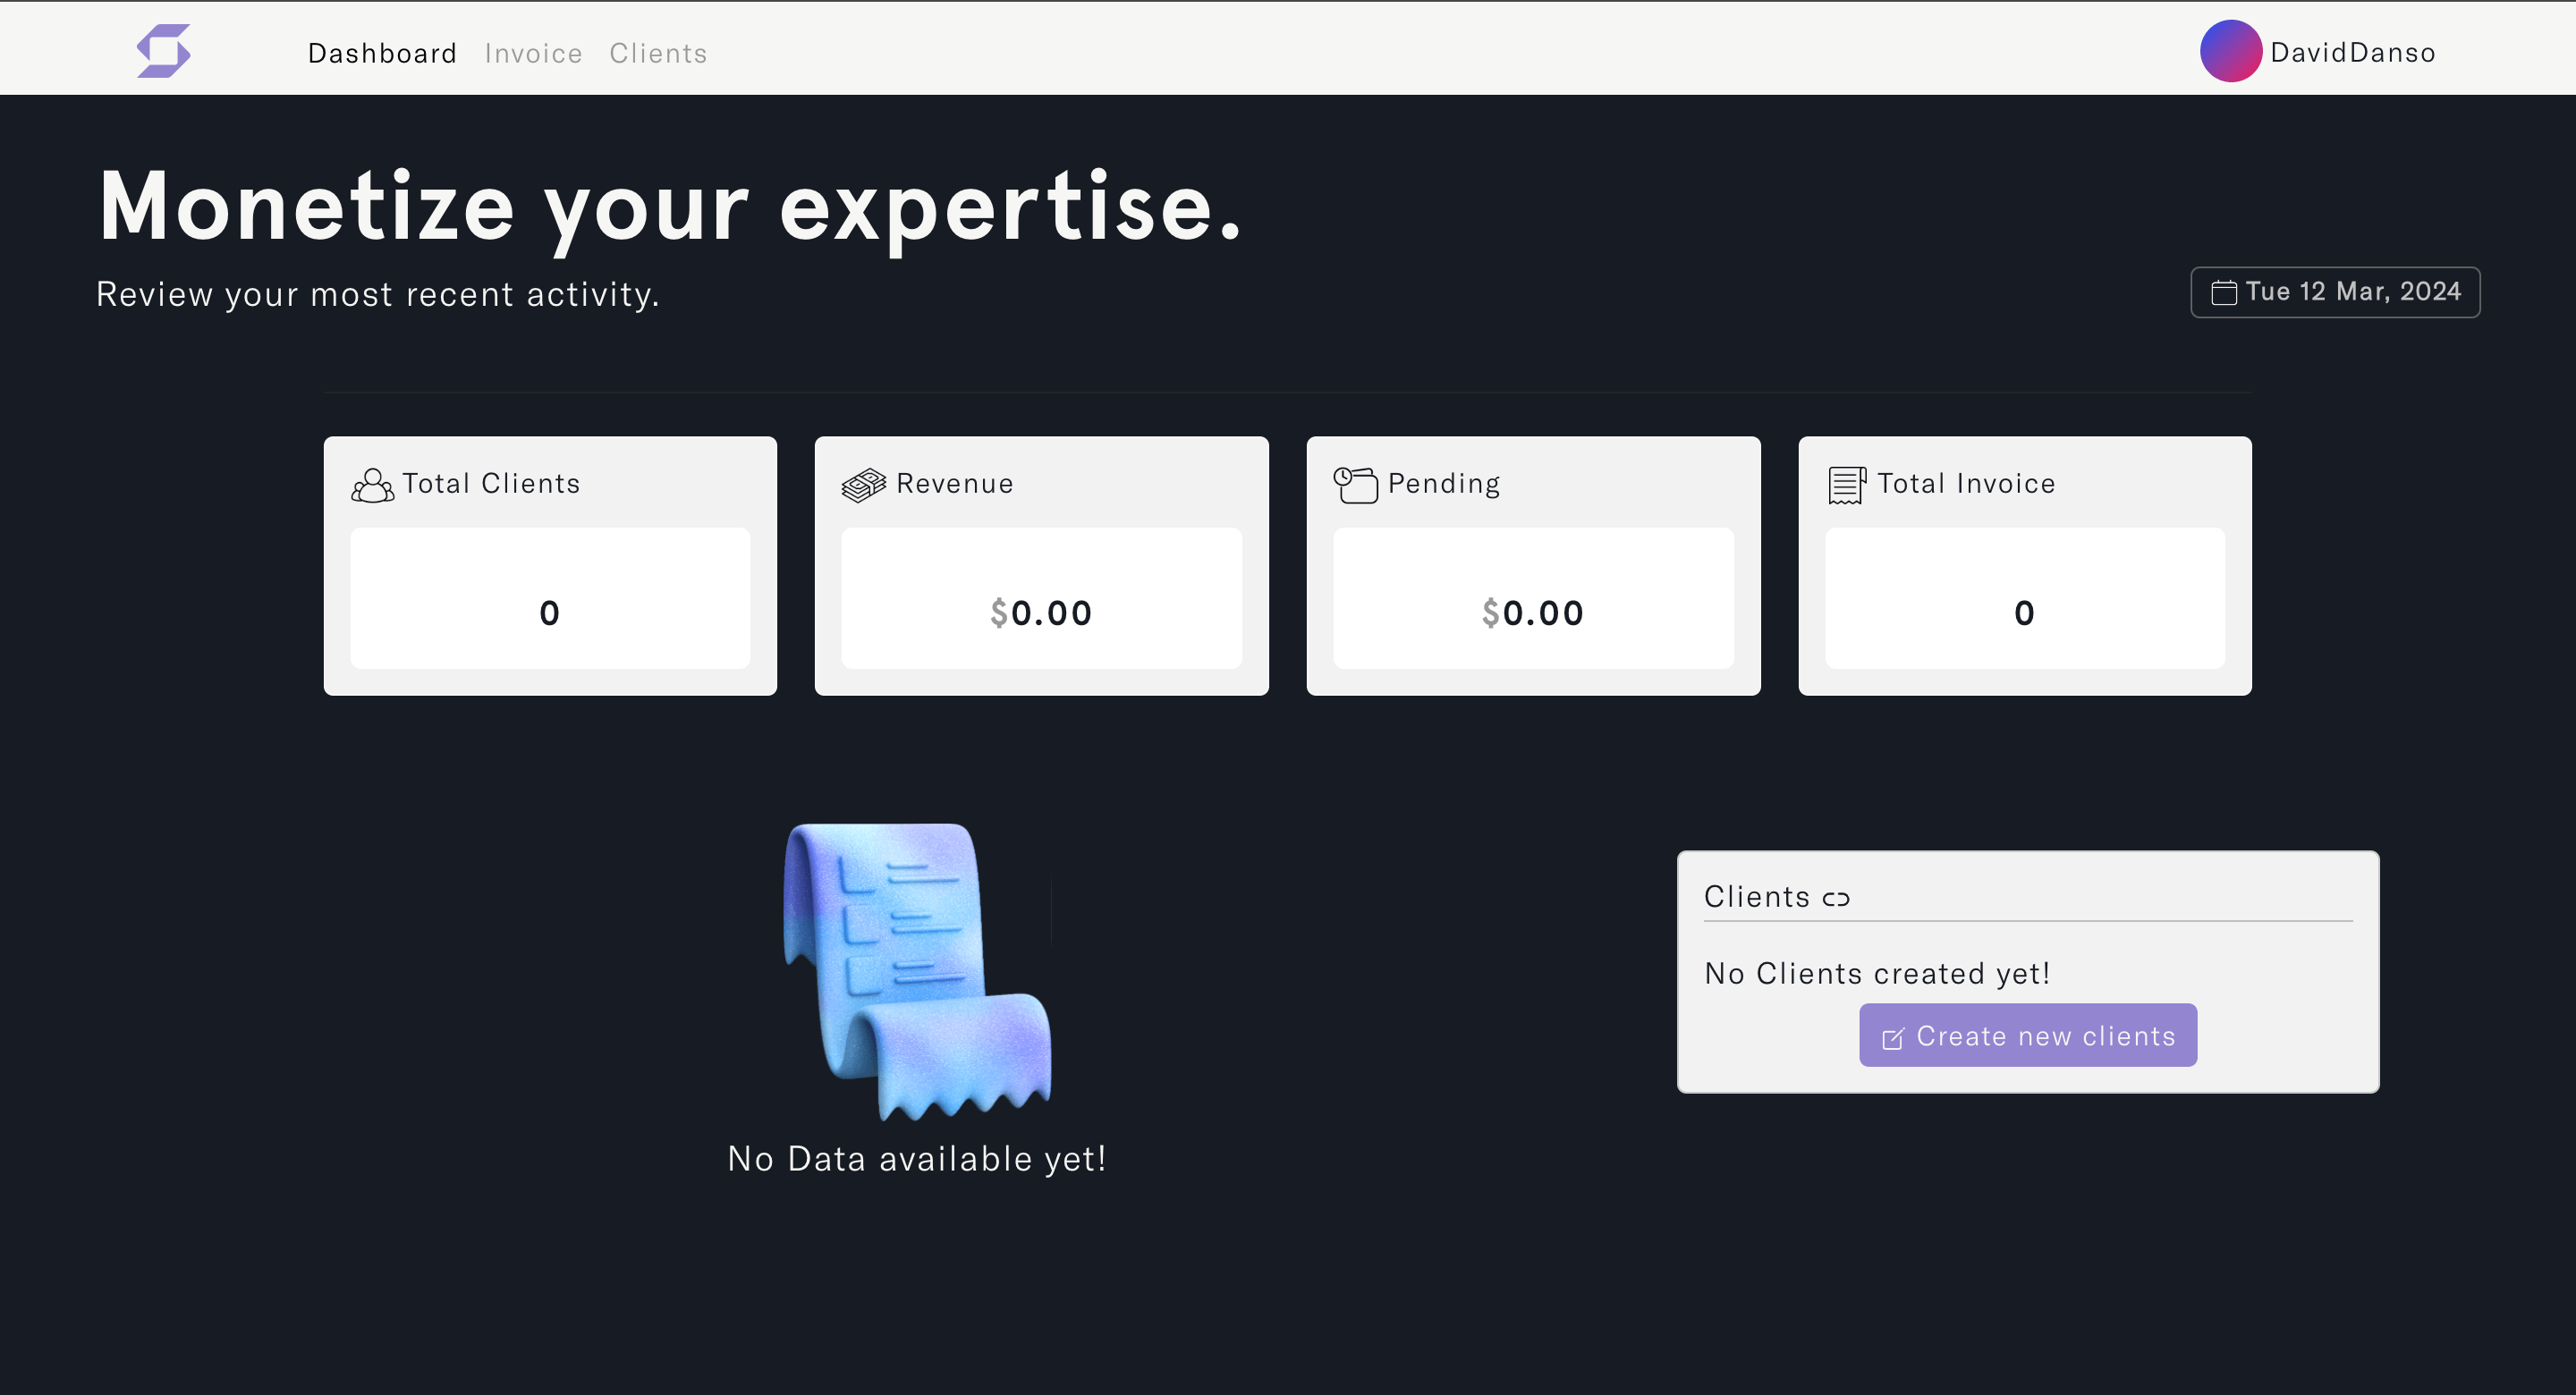 Dashboard Invoice Clients
DavidDanso
Monetize your expertise.
Review your most recent activity.
Tue 12 Mar, 2024
Total Clients
0
Revenue
$0.00
Pending
$0.00
Total Invoice
0
No Data available yet!
Clients
No Clients created yet!
Create new clients